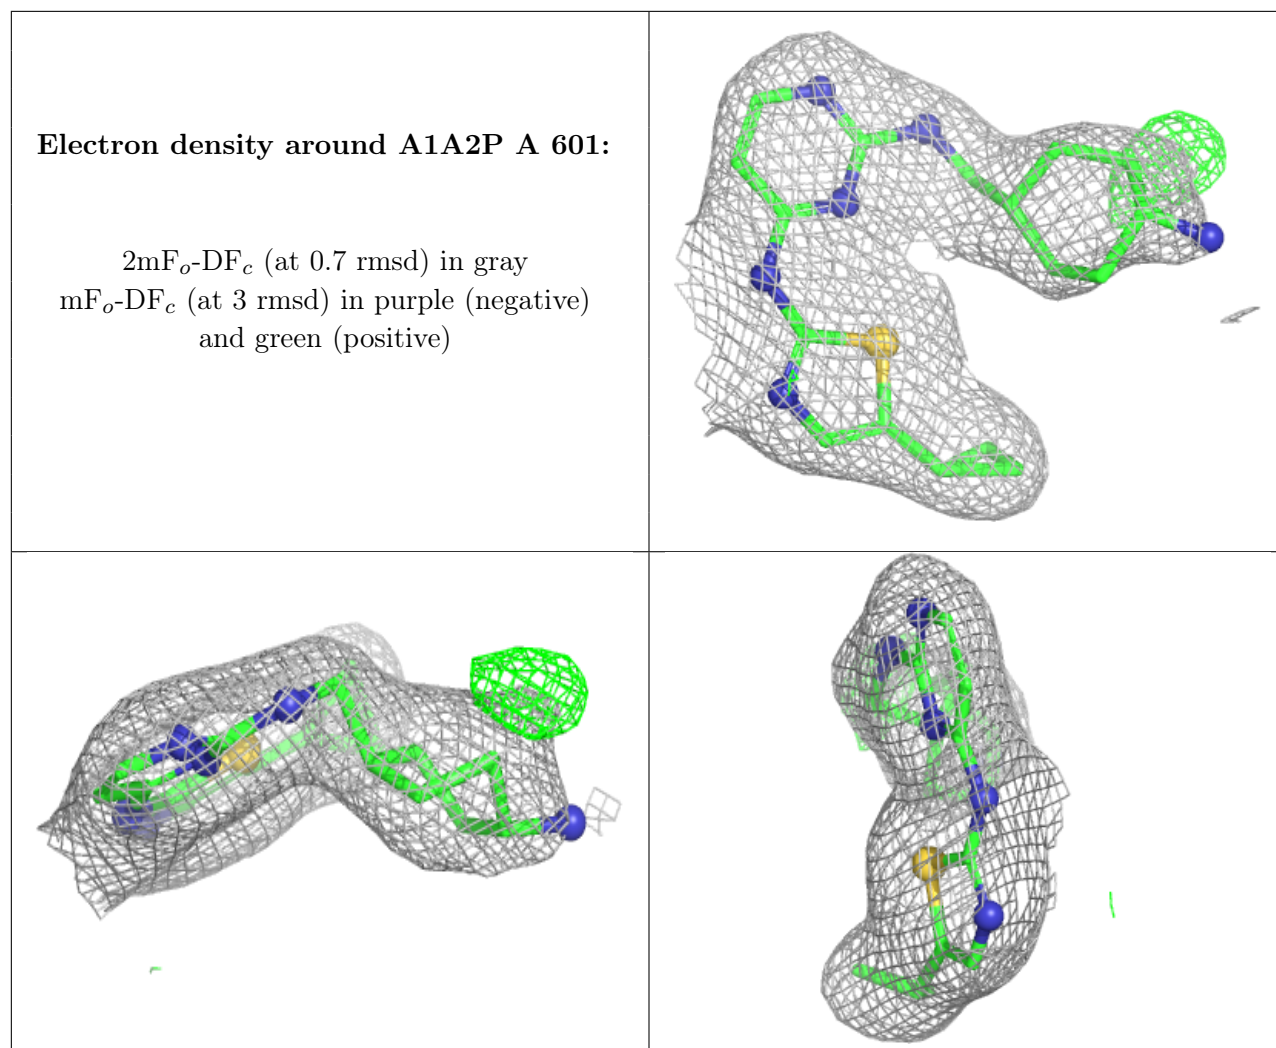 Electron density around A1A2P A 601:
2mFo-DFc (at 0.7 rmsd) in gray
mFo-DFc (at 3 rmsd) in purple (negative)
and green (positive)